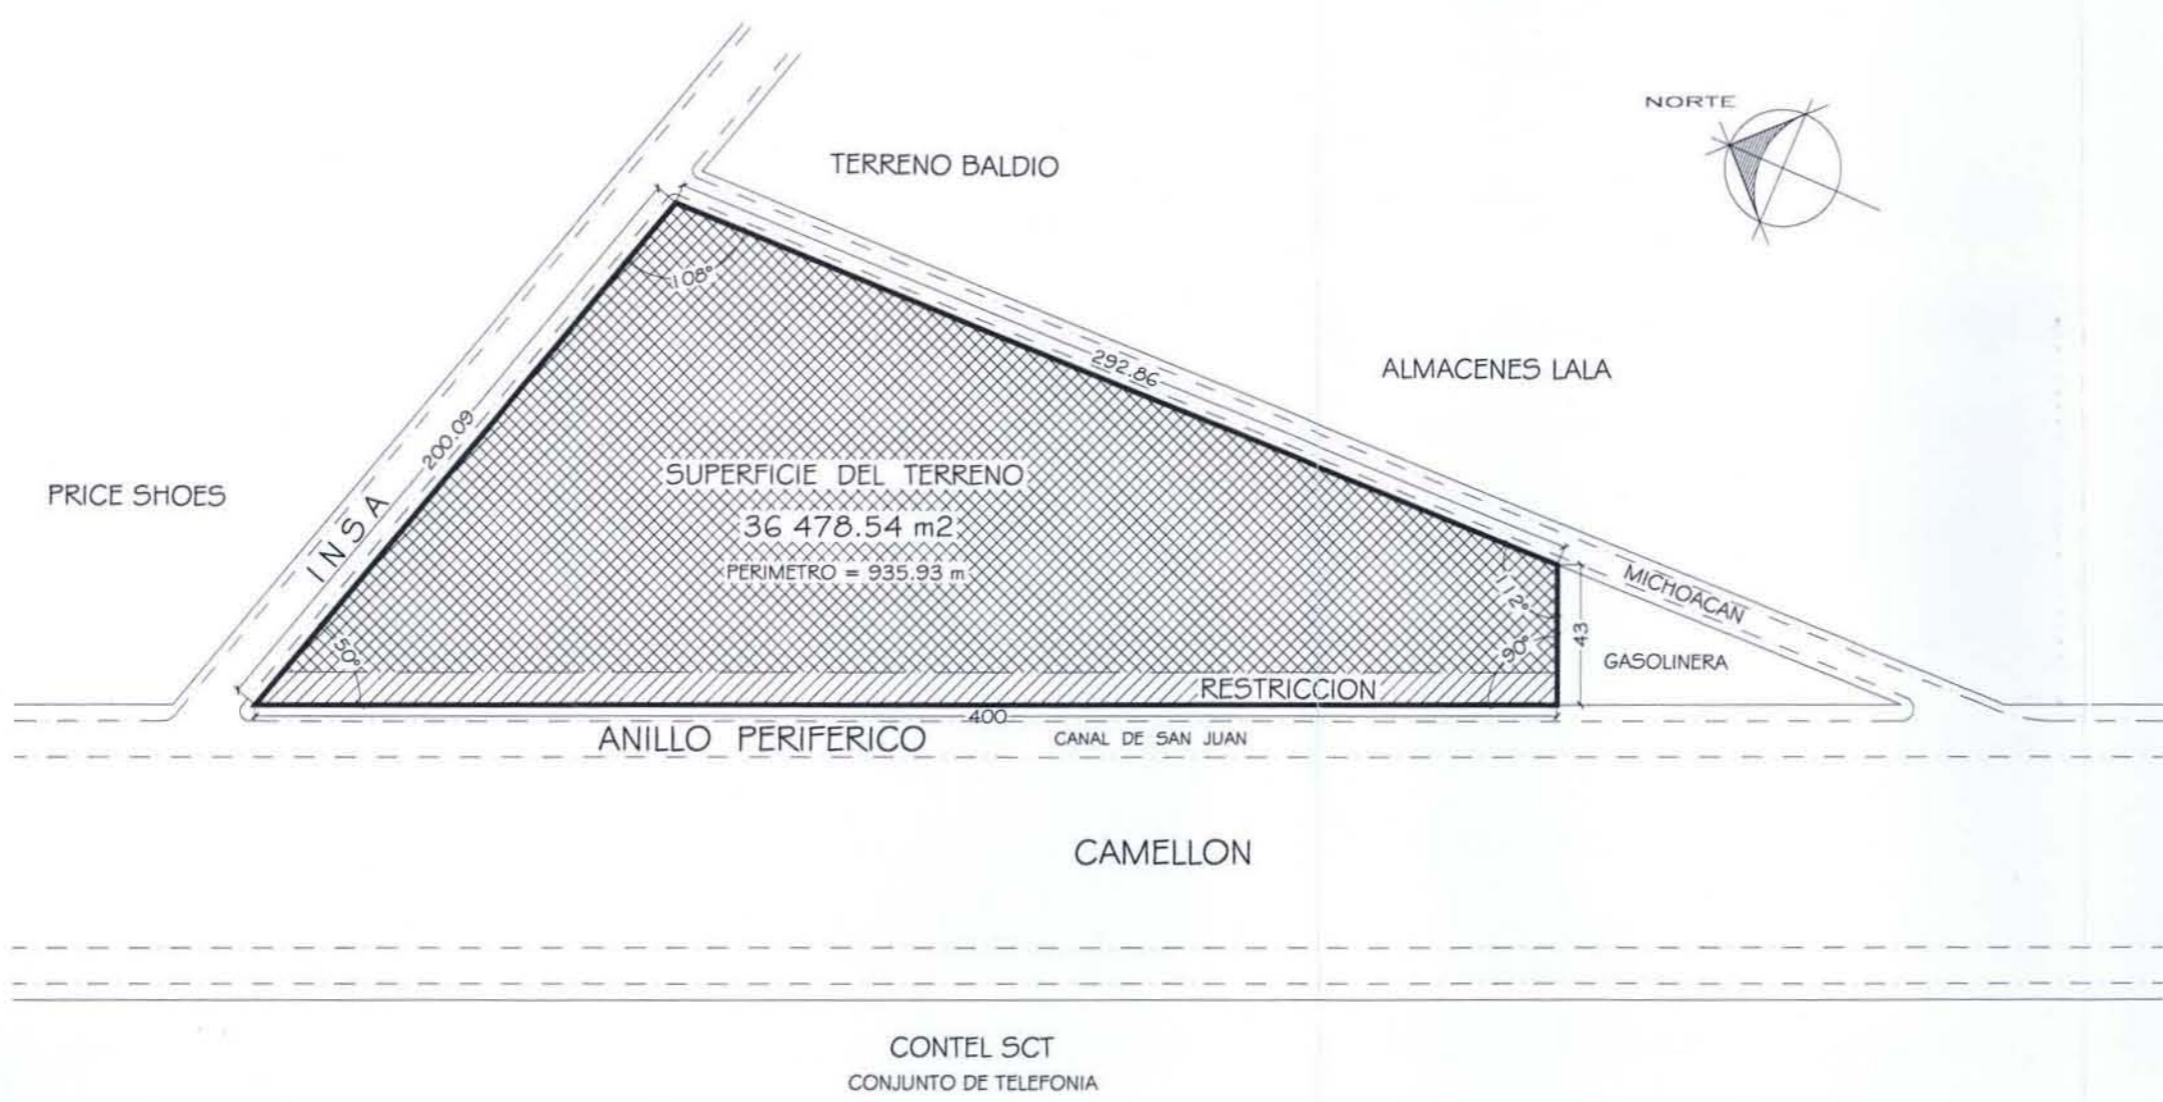 NORTE
TERRENO BALDIO
108°
292.86
ALMACENES LALA
200.09
PRICE SHOES
INSA
SUPERFICIE DEL TERRENO
36 478.54 m2
PERIMETRO = 935.93 m
112°
MICHOACAN
50°
90°
43
GASOLINERA
RESTRICCION
400
ANILLO PERIFERICO
CANAL DE SAN JUAN
CAMELLON
CONTEL SCT
CONJUNTO DE TELEFONIA